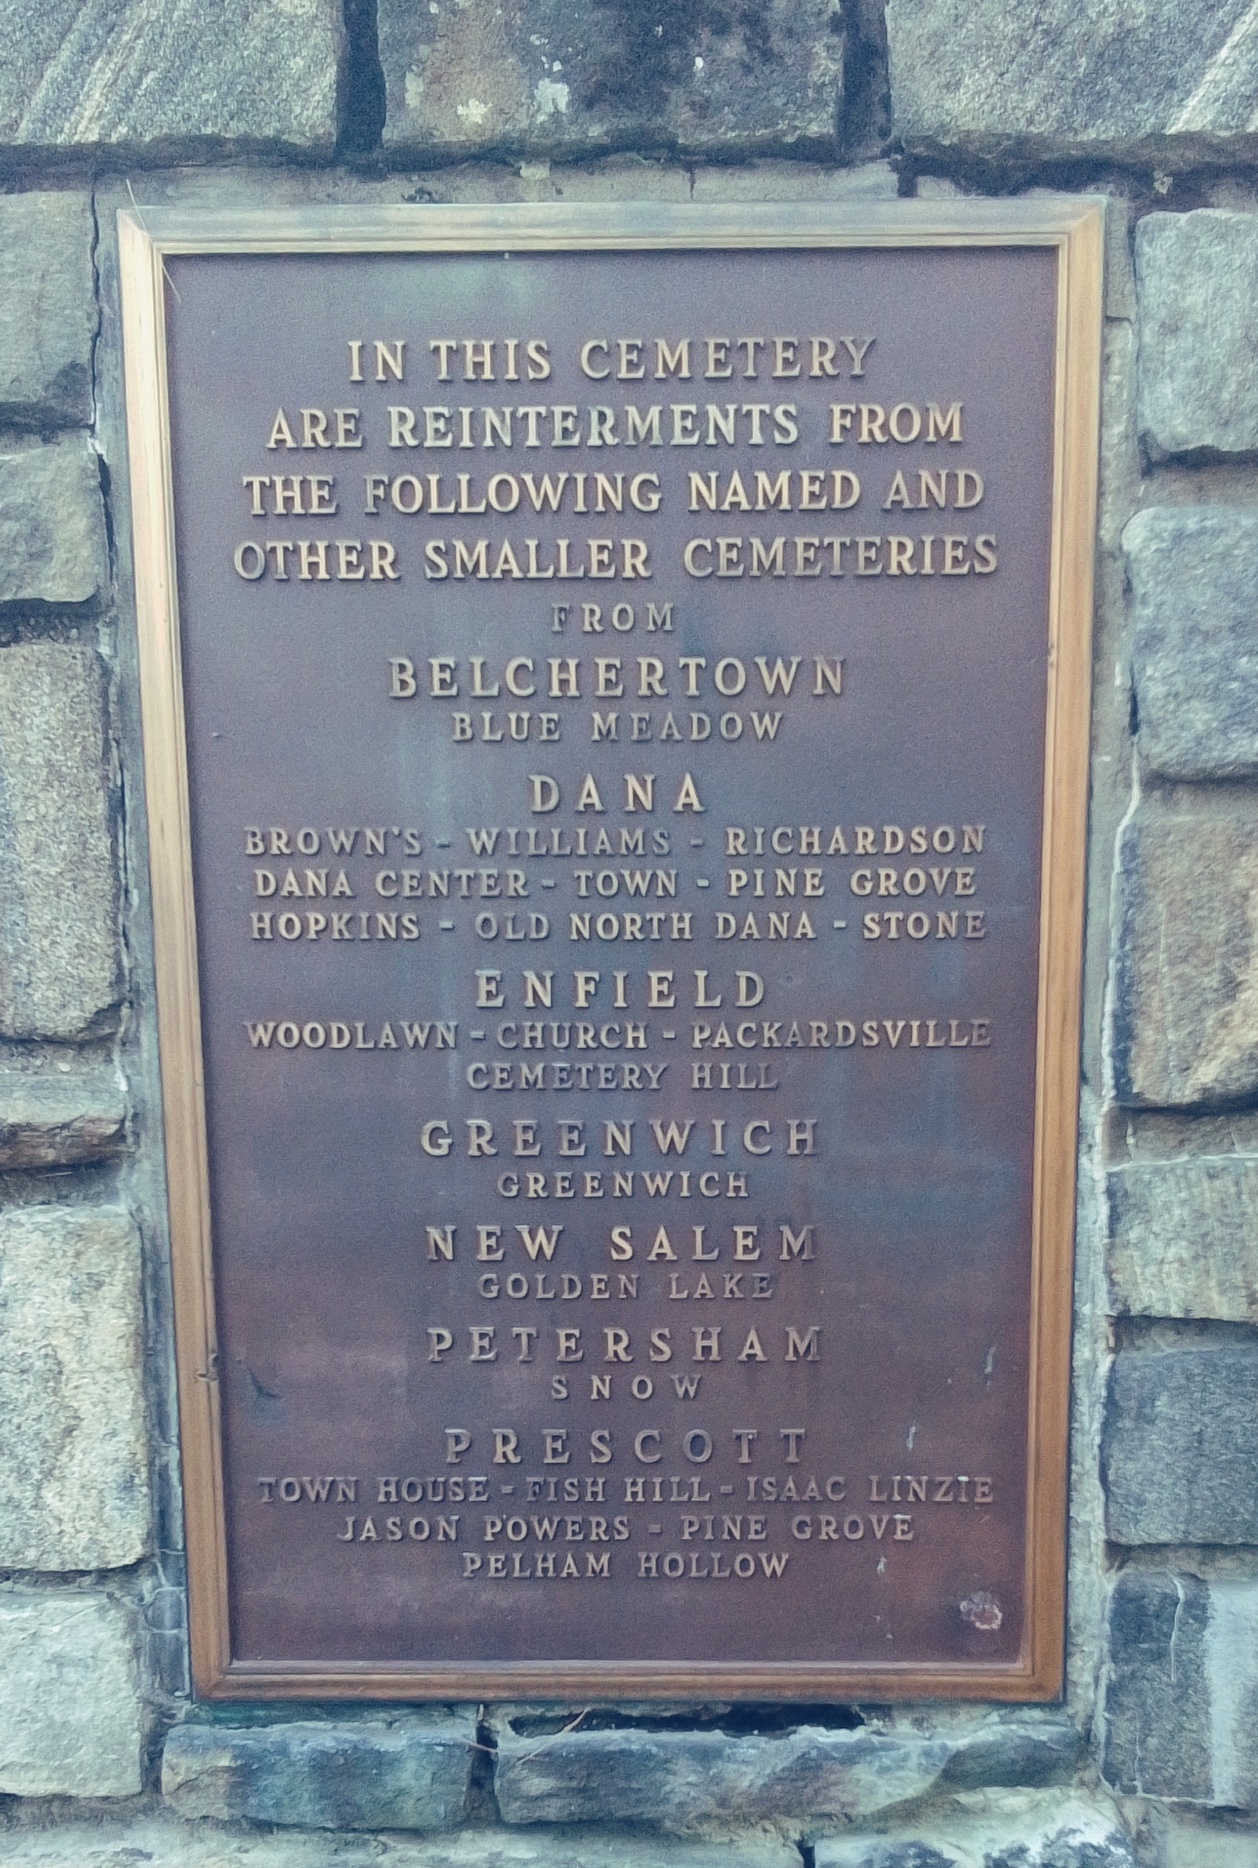 IN THIS CEMETERY
ARE REINTERMENTS FROM
THE FOLLOWING NAMED AND
OTHER SMALLER CEMETERIES
FROM
BELCHERTOWN
BLUE MEADOW
DANA
BROWN'S - WILLIAMS - RICHARDSON
DANA CENTER - TOWN - PINE GROVE
HOPKINS - OLD NORTH DANA - STONE
ENFIELD
WOODLAWN - CHURCH - PACKARDSVILLE
CEMETERY HILL
GREENWICH
GREENWICH
NEW SALEM
GOLDEN LAKE
PETERSHAM
SNOW
PRESCOTT
TOWN HOUSE - FISH HILL - ISAAC LINZIE
JASON POWERS - PINE GROVE
PELHAM HOLLOW